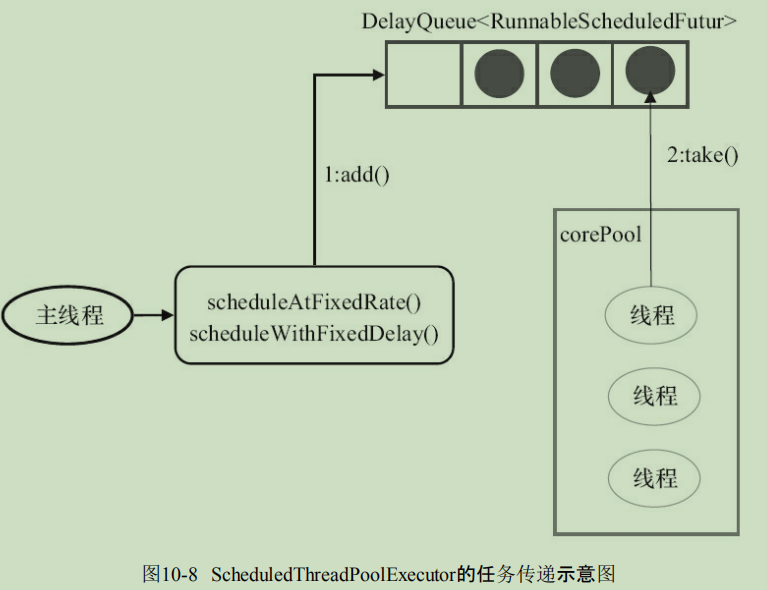 DelayQueue<RunnableScheduledFutur>
1:add()
2:take()
corePool
主线程
scheduleAtFixedRate()
scheduleWithFixedDelay()
线程
线程
线程
图10-8 ScheduledThreadPoolExecutor的任务传递示意图